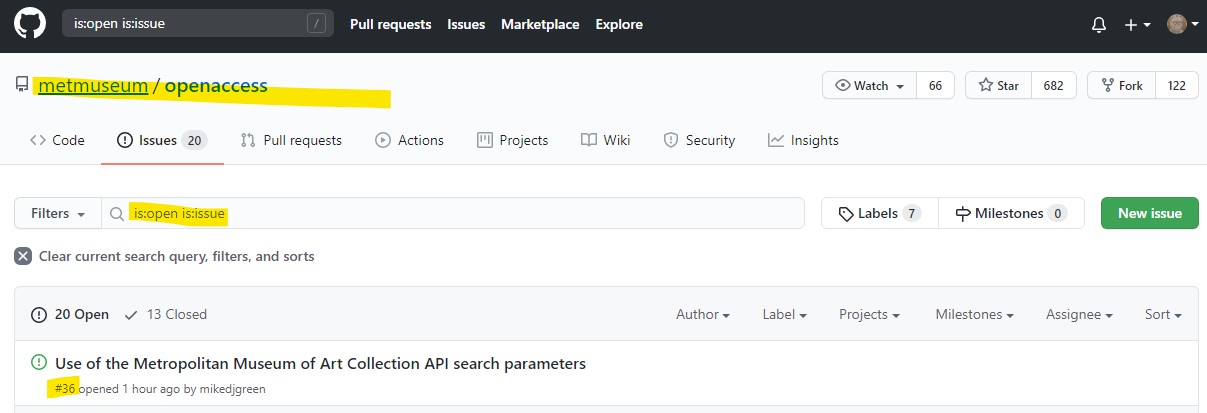 is:open is:issue / Pull requests Issues Marketplace Explore
metmuseum / openaccess Watch 66 Star 682 Fork 122
Code Issues 20 Pull requests Actions Projects Wiki Security Insights
Filters is:open is:issue Labels 7 Milestones 0 New issue
Clear current search query, filters, and sorts
20 Open 13 Closed Author Label Projects Milestones Assignee Sort
Use of the Metropolitan Museum of Art Collection API search parameters
#36 opened 1 hour ago by mikedjgreen